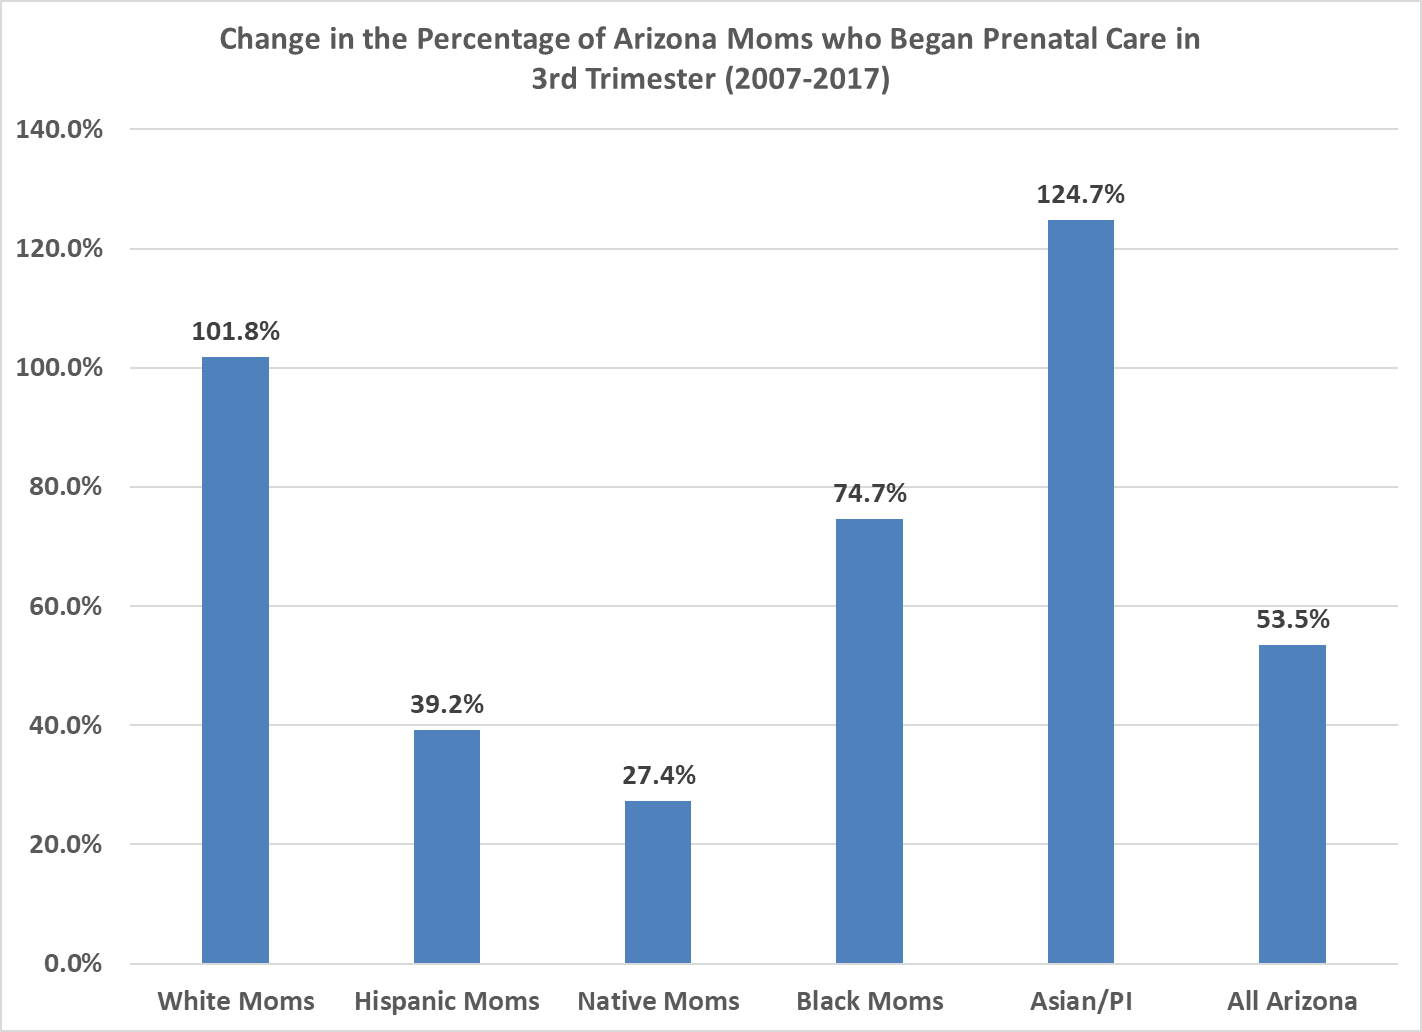 Change in the Percentage of Arizona Moms who Began Prenatal Care in
3rd Trimester (2007-2017)
140.0%
120.0%
100.0%
80.0%
60.0%
40.0%
20.0%
0.0%
101.8%
39.2%
27.4%
74.7%
124.7%
53.5%
White Moms
Hispanic Moms
Native Moms
Black Moms
Asian/PI
All Arizona